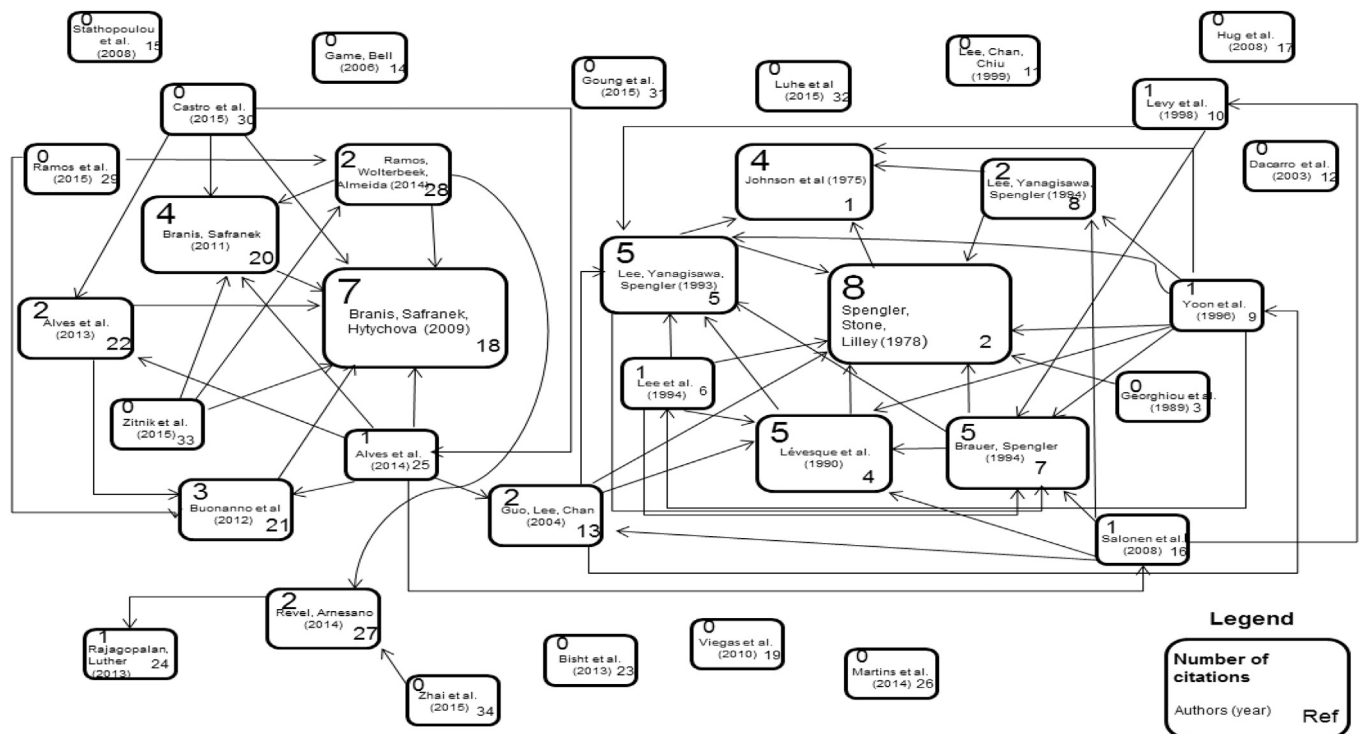 0
Stathopoulou
et al.
(2008) 15
0
Game, Bell
(2006) 14
0
Goung et al.
(2015) 31
0
Luhe et al
(2015) 32
0
Lee, Chan,
Chiu
(1999) 11
0
Hug et al.
(2008) 17
0
Castro et al.
(2015) 30
1
Levy et al.
(1998) 10
0
Ramos et al.
(2015) 29
2 Ramos,
Wolterbeek,
Almeida (2014)
28
4
Johnson et al (1975)
1
2
Lee, Yanagisawa,
Spengler (1994)
8
0
Dacarro et al.
(2003) 12
4
Branis, Safranek
(2011)
20
5
Lee, Yanagisawa,
Spengler (1993)
5
7
Branis, Safranek,
Hytychova (2009)
18
8
Spengler,
Stone,
Lilley (1978)
2
1
Yoon et al.
(1996) 9
2
Alves et al.
(2013)
22
1
Lee et al.
(1994) 6
0
Georghiou et al.
(1989) 3
0
Zitnik et al.
(2015) 33
1
Alves et al.
(2014) 25
5
Lévesque et al.
(1990)
4
5
Brauer, Spengler
(1994)
7
3
Buonanno et al
(2012)
21
2
Guo, Lee, Chan
(2004)
13
1
Salonen et al.
(2008) 16
2
Revel, Arnesano
(2014)
27
1
Rajagopalan,
Luther
(2013) 24
0
Zhai et al.
(2015) 34
0
Bisht et al.
(2013) 23
0
Viegas et al.
(2010) 19
0
Martins et al.
(2014) 26
Legend
Number of
citations
Authors (year)
Ref